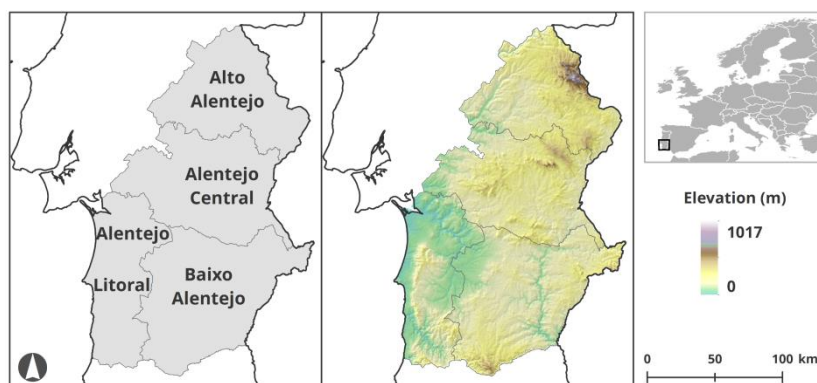 Alto
Alentejo
Alentejo
Central
Alentejo
Litoral
Baixo
Alentejo
Elevation (m)
1017
0
0 50 100 km